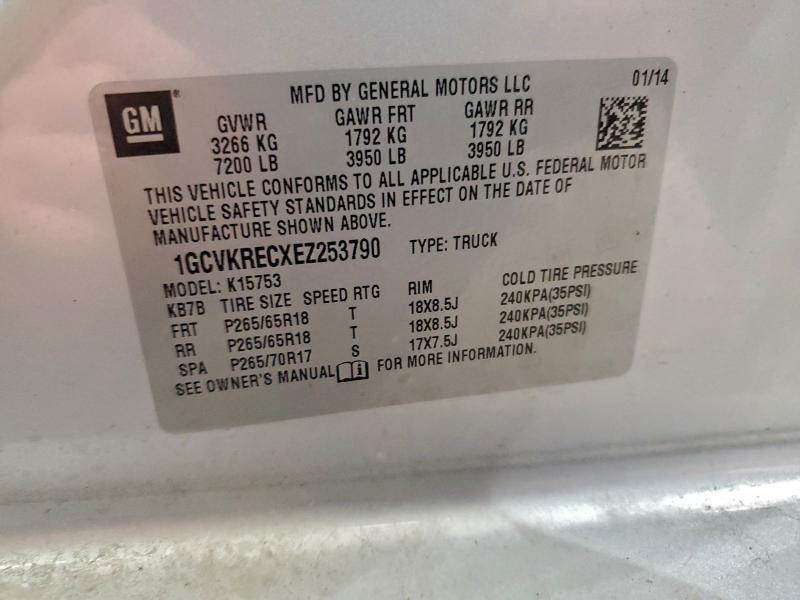 MFD BY GENERAL MOTORS LLC 01/14
GM
GVWR GAWR FRT GAWR RR
3266 KG 1792 KG 1792 KG
7200 LB 3950 LB 3950 LB
THIS VEHICLE CONFORMS TO ALL APPLICABLE U.S. FEDERAL MOTOR
VEHICLE SAFETY STANDARDS IN EFFECT ON THE DATE OF
MANUFACTURE SHOWN ABOVE.
1GCVKRECXEZ253790 TYPE: TRUCK
MODEL: K15753
KB7B TIRE SIZE SPEED RTG RIM COLD TIRE PRESSURE
FRT P265/65R18 T 18X8.5J 240KPA(35PSI)
RR P265/65R18 T 18X8.5J 240KPA(35PSI)
SPA P265/70R17 S 17X7.5J 240KPA(35PSI)
SEE OWNER'S MANUAL FOR MORE INFORMATION.